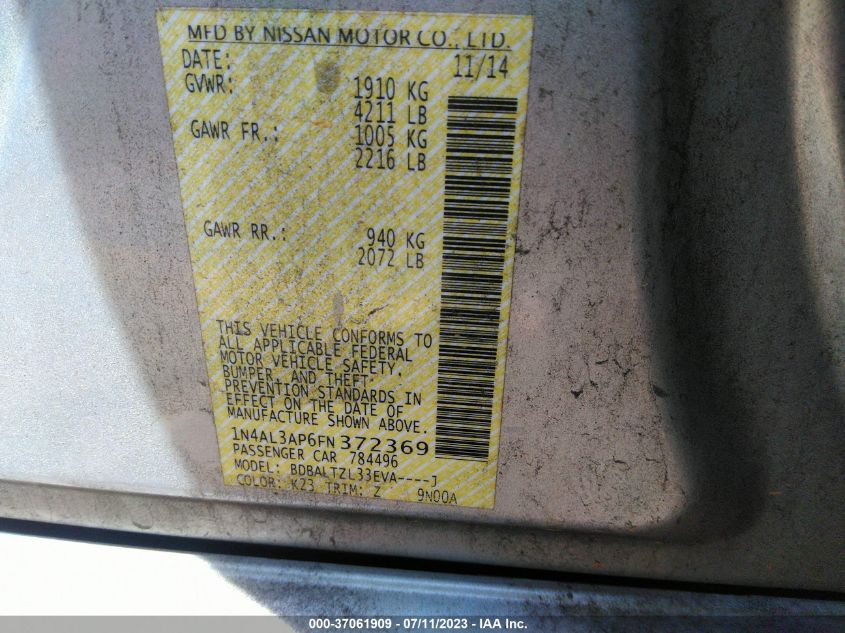 MFD BY NISSAN MOTOR CO., LTD.
DATE: 11/14
GVWR: 1910 KG
4211 LB
GAWR FR.: 1005 KG
2216 LB
GAWR RR.: 940 KG
2072 LB
THIS VEHICLE CONFORMS TO
ALL APPLICABLE FEDERAL
MOTOR VEHICLE SAFETY,
BUMPER, AND THEFT
PREVENTION STANDARDS IN
EFFECT ON THE DATE OF
MANUFACTURE SHOWN ABOVE.
1N4AL3AP6FN372369
PASSENGER CAR 784496
MODEL: BDBALTZL33EVA----J
COLOR: K23 TRIM: Z 9N00A
000-37061909 - 07/11/2023 - IAA Inc.